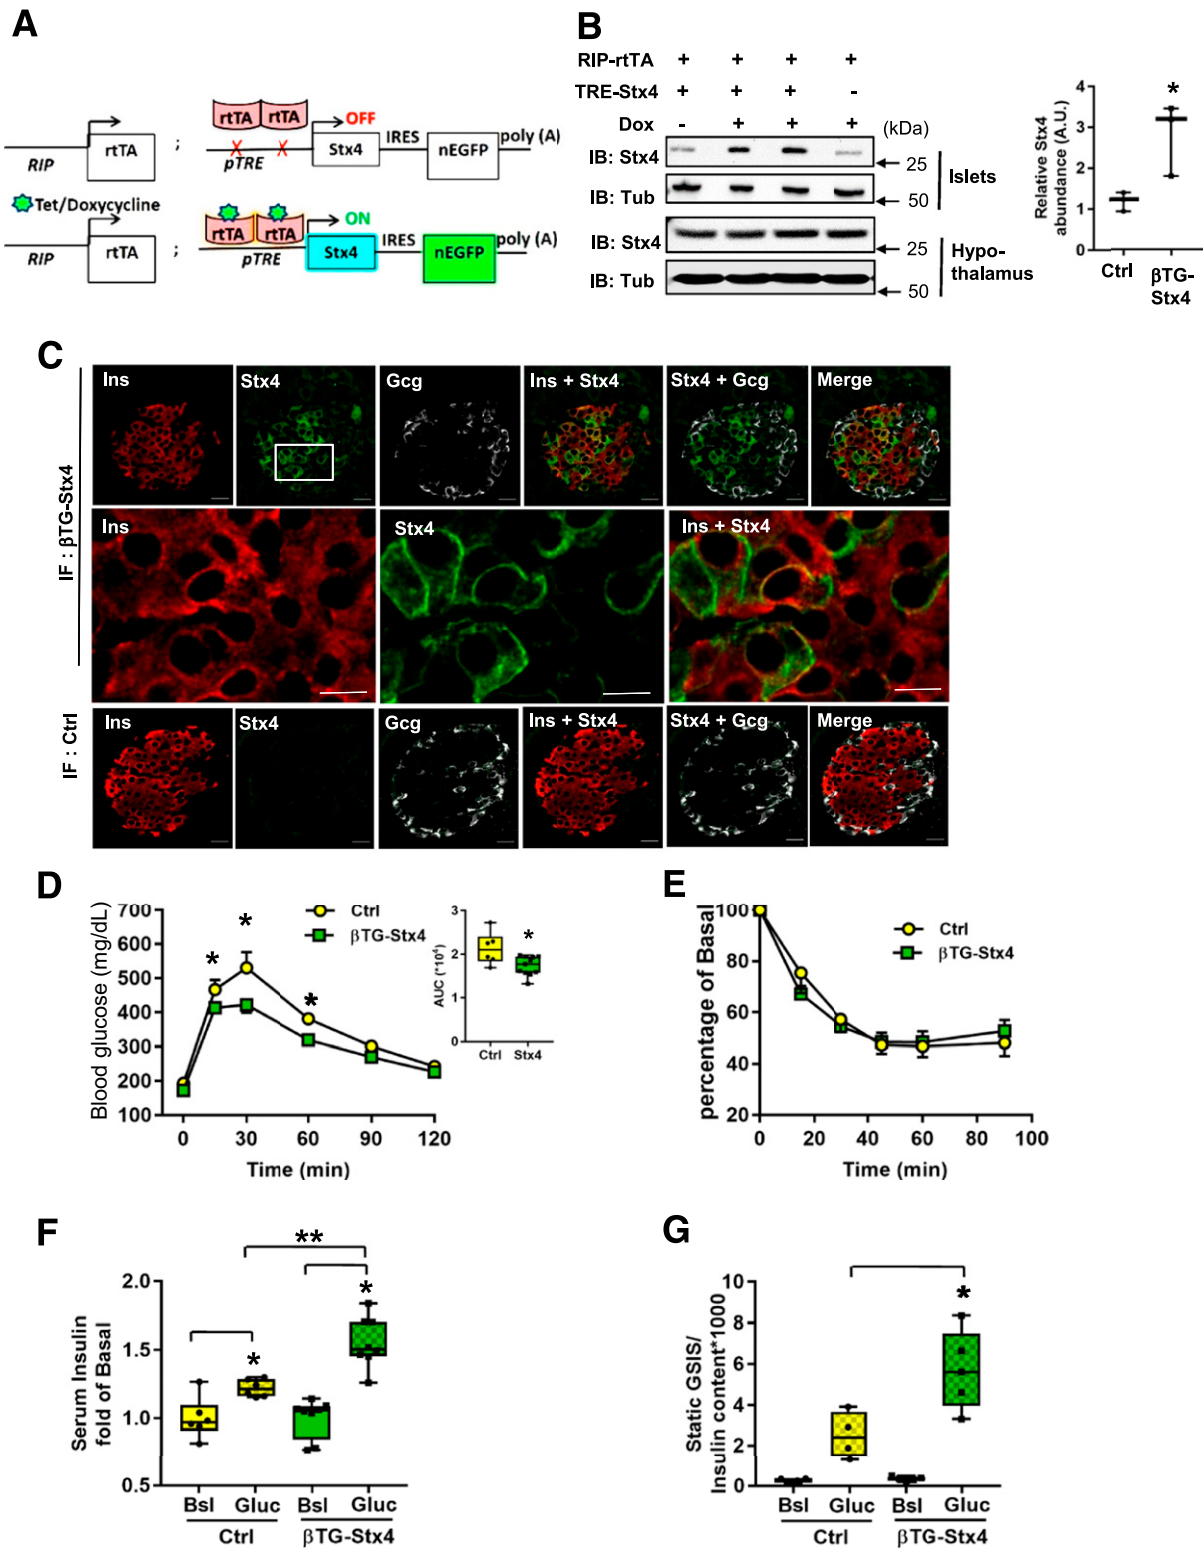 A
rtTA rtTA
OFF
rtTA
;
Stx4
IRES
nEGFP
poly (A)
RIP
pTRE
Tet/Doxycycline
rtTA rtTA
ON
rtTA
;
Stx4
IRES
nEGFP
poly (A)
RIP
pTRE
B
RIP-rtTA + + + +
TRE-Stx4 + + + -
Dox - + + + (kDa)
IB: Stx4 25
IB: Tub 50
Islets
IB: Stx4 25
IB: Tub 50
Hypo-
thalamus
Relative Stx4
abundance (A.U.)
4
3
2
1
0
*
Ctrl
βTG-
Stx4
C
IF : βTG-Stx4
Ins Stx4 Gcg Ins + Stx4 Stx4 + Gcg Merge
Ins Stx4 Ins + Stx4
IF : Ctrl
Ins Stx4 Gcg Ins + Stx4 Stx4 + Gcg Merge
D
Blood glucose (mg/dL)
700
600
500
400
300
200
100
* * *
Ctrl
βTG-Stx4
0 30 60 90 120
Time (min)
AUC (*10⁴)
3
2
1
0
*
Ctrl Stx4
E
percentage of Basal
100
80
60
40
20
Ctrl
βTG-Stx4
0 20 40 60 80 100
Time (min)
F
Serum Insulin
fold of Basal
2.0
1.5
1.0
0.5
**
*
*
Bsl Gluc Bsl Gluc
Ctrl βTG-Stx4
G
Static GSIS/
Insulin content*1000
10
8
6
4
2
0
*
Bsl Gluc Bsl Gluc
Ctrl βTG-Stx4